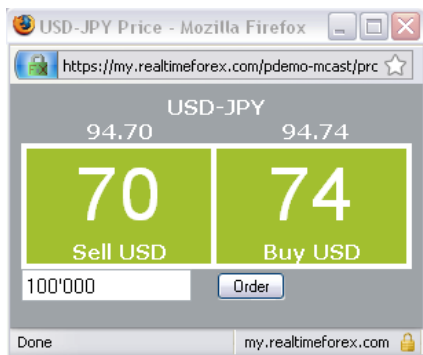 USD-JPY Price - Mozilla Firefox
https://my.realtimeforex.com/pdemo-mcast/prc
USD-JPY
94.70 94.74
70 74
Sell USD Buy USD
100'000 Order
Done my.realtimeforex.com